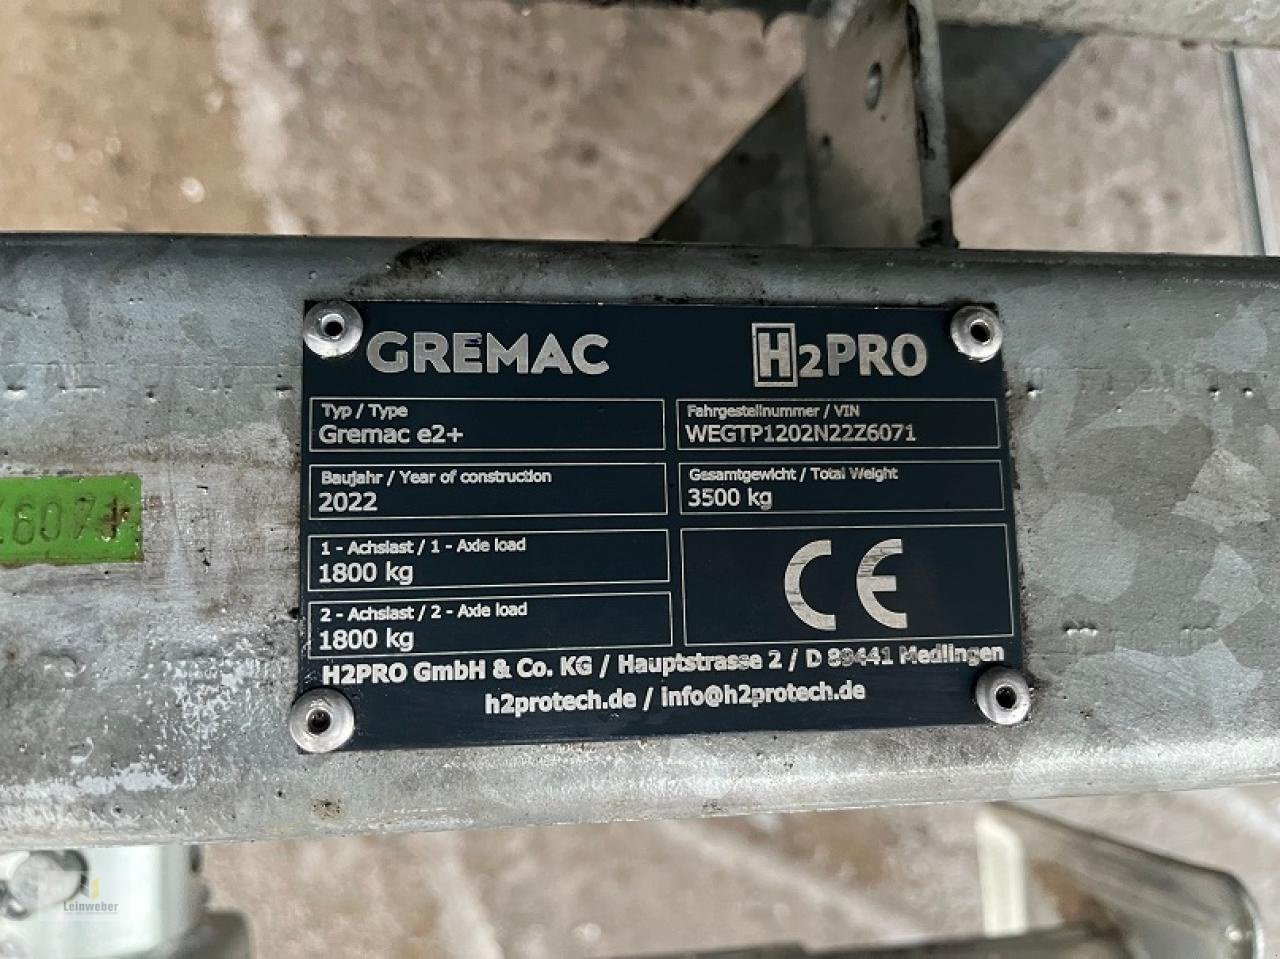 GREMAC
H2PRO
Typ / Type
Gremac e2+
Fahrgestellnummer / VIN
WEGTP1202N22Z6071
Baujahr / Year of construction
2022
Gesamtgewicht / Total Weight
3500 kg
1 - Achslast / 1 - Axle load
1800 kg
2 - Achslast / 2 - Axle load
1800 kg
CE
H2PRO GmbH & Co. KG / Hauptstrasse 2 / D 89441 Medlingen
h2protech.de / info@h2protech.de
Leinweber